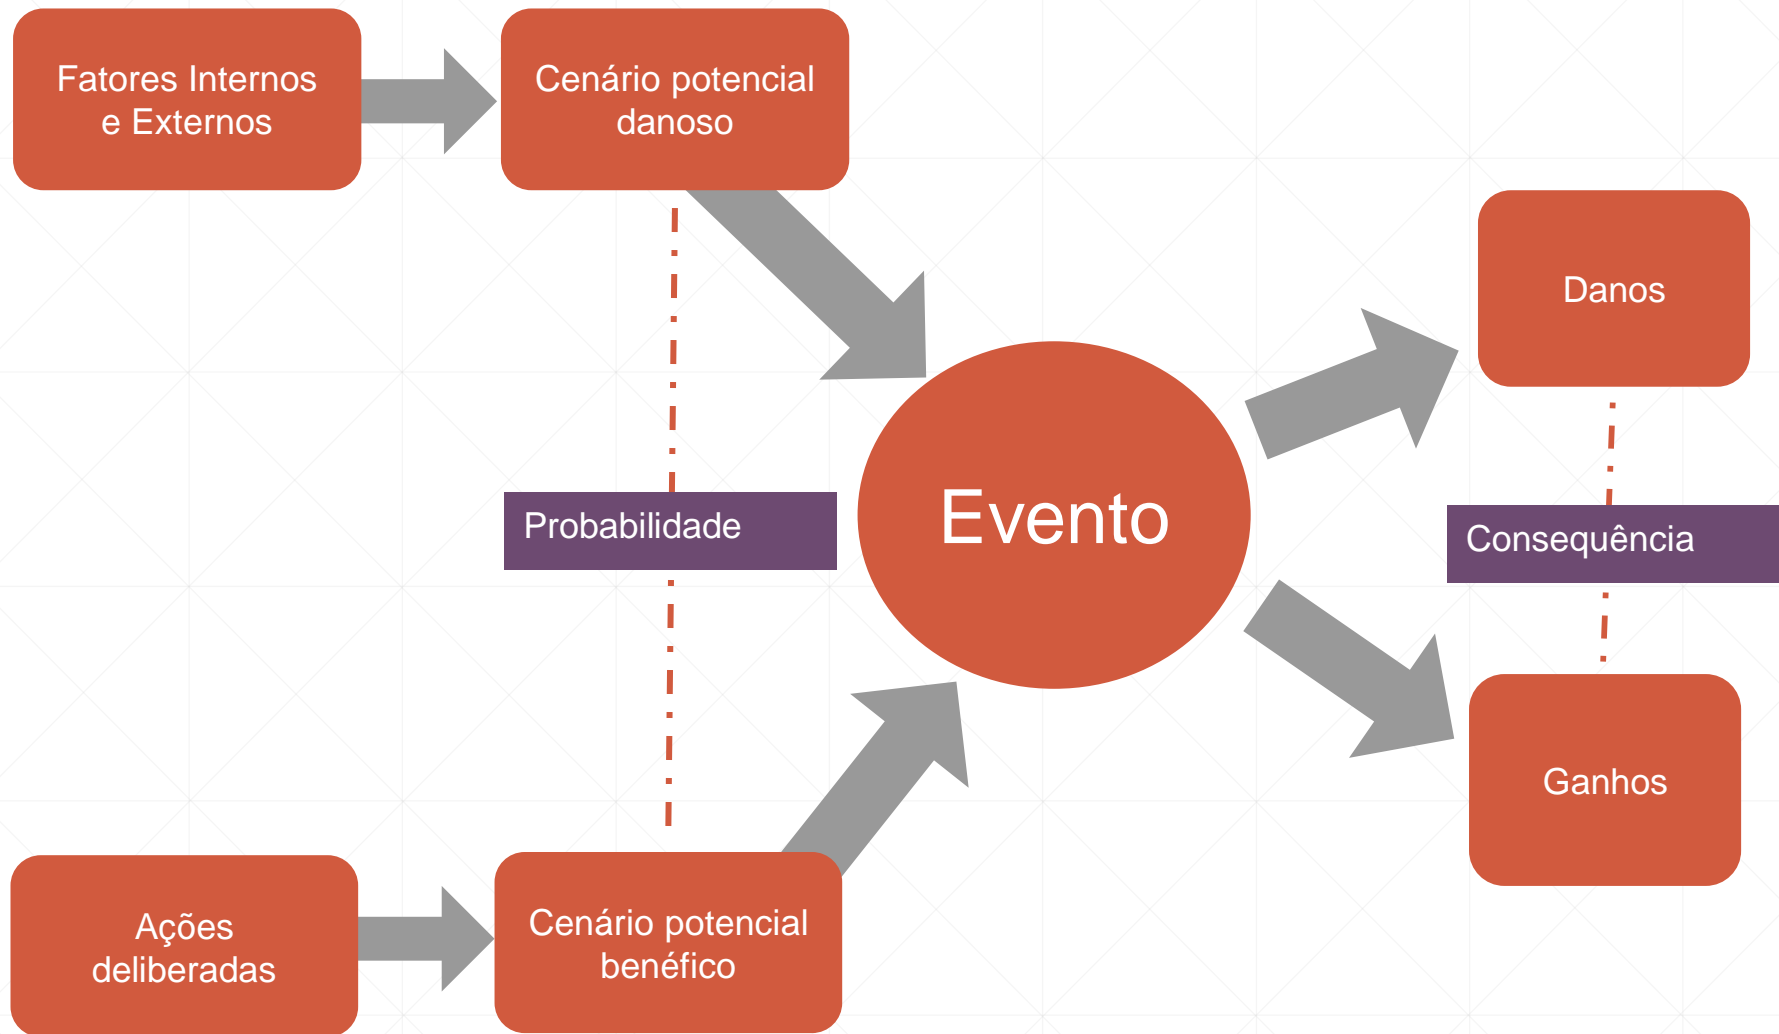 Fatores Internos
e Externos
Cenário potencial
danoso
Danos
Evento
Probabilidade
Consequência
Ganhos
Ações
deliberadas
Cenário potencial
benéfico